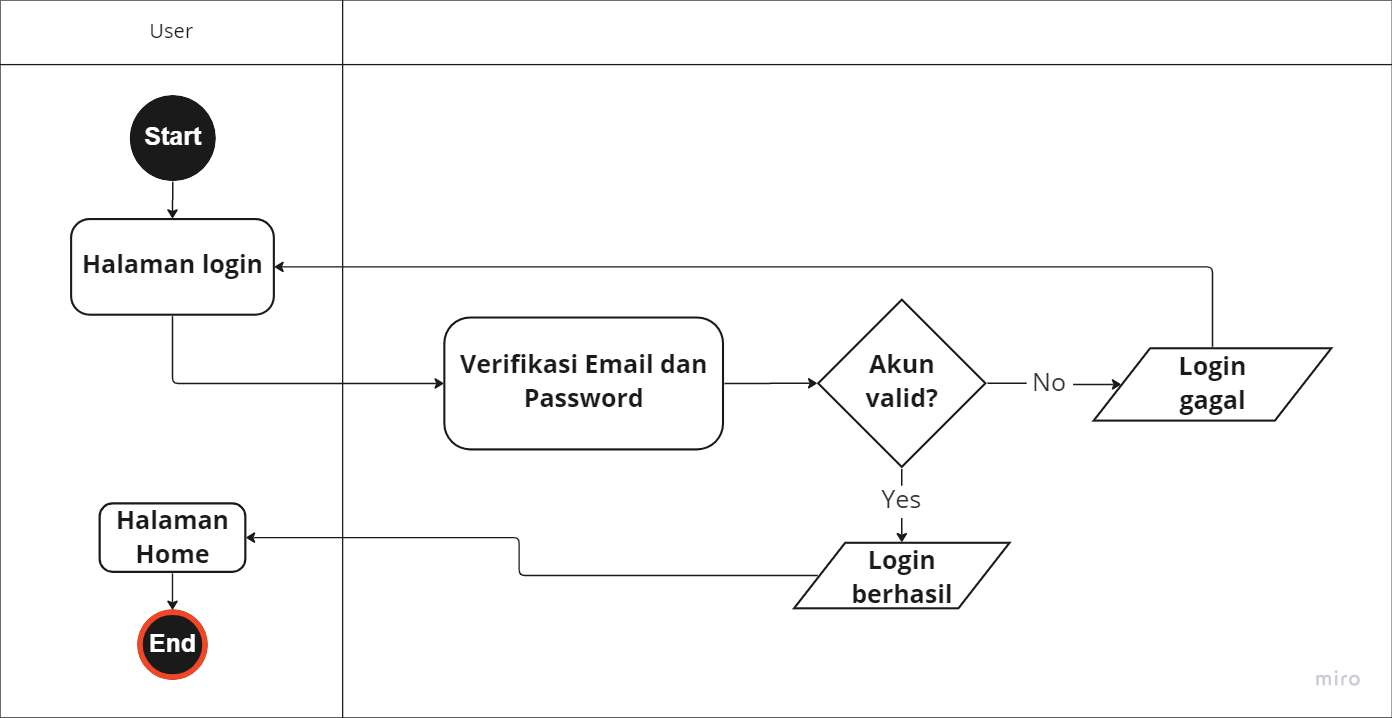 User
Start
Halaman login
Verifikasi Email dan
Password
Akun
valid?
No
Login
gagal
Yes
Login
berhasil
Halaman
Home
End
miro